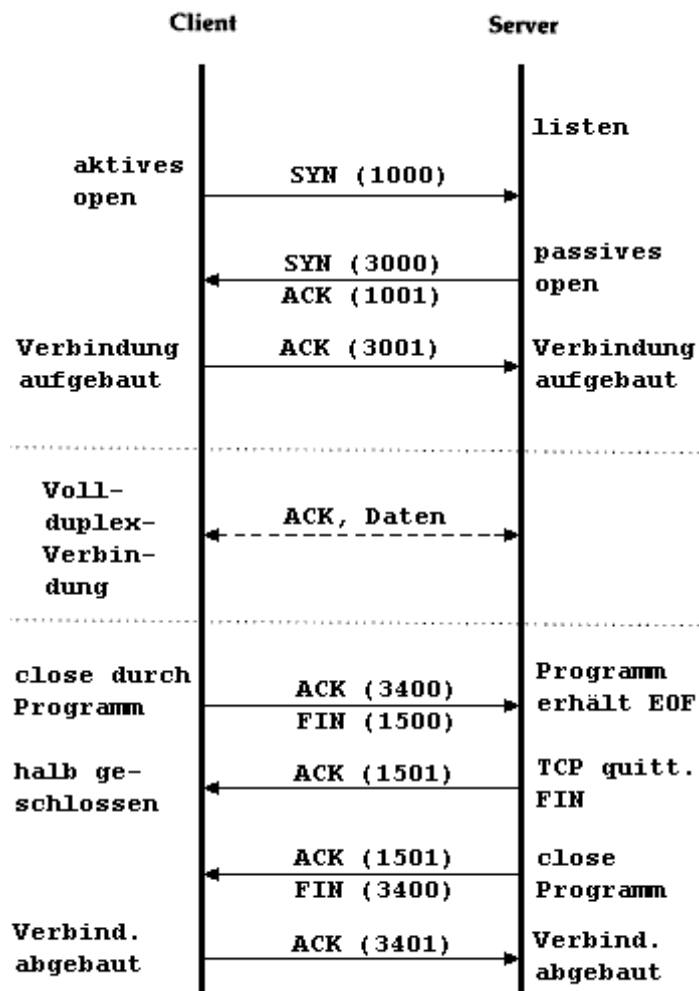 Client
Server
listen
aktives
open
SYN (1000)
SYN (3000)
ACK (1001)
passives
open
Verbindung
aufgebaut
ACK (3001)
Verbindung
aufgebaut
Voll-
duplex-
Verbin-
dung
ACK, Daten
close durch
Programm
ACK (3400)
FIN (1500)
Programm
erhält EOF
halb ge-
schlossen
ACK (1501)
TCP quitt.
FIN
ACK (1501)
FIN (3400)
close
Programm
Verbind.
abgebaut
ACK (3401)
Verbind.
abgebaut